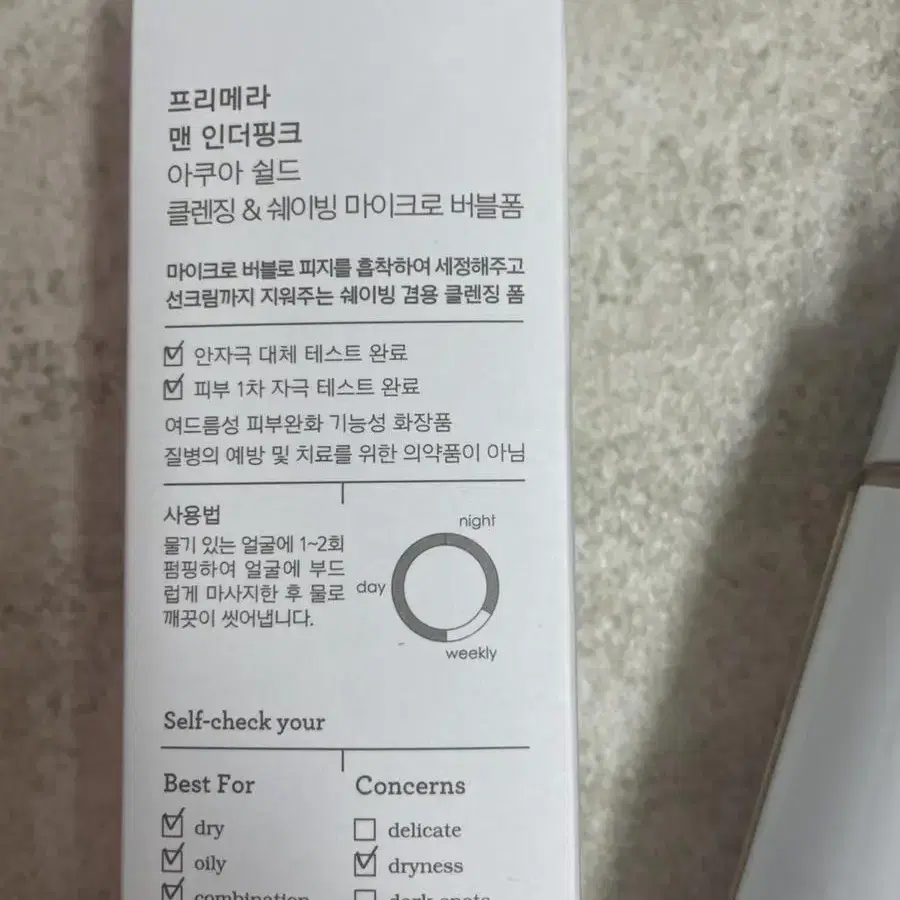 프리메라
맨 인더핑크
아쿠아 쉴드
클렌징 & 쉐이빙 마이크로 버블폼
마이크로 버블로 피지를 흡착하여 세정해주고
선크림까지 지워주는 쉐이빙 겸용 클렌징 폼
안자극 대체 테스트 완료
피부 1차 자극 테스트 완료
여드름성 피부완화 기능성 화장품
질병의 예방 및 치료를 위한 의약품이 아님
사용법
물기 있는 얼굴에 1~2회
펌핑하여 얼굴에 부드
럽게 마사지한 후 물로
깨끗이 씻어냅니다.
night
day
weekly
Self-check your
Best For
dry
oily
combination
Concerns
delicate
dryness
dark spots